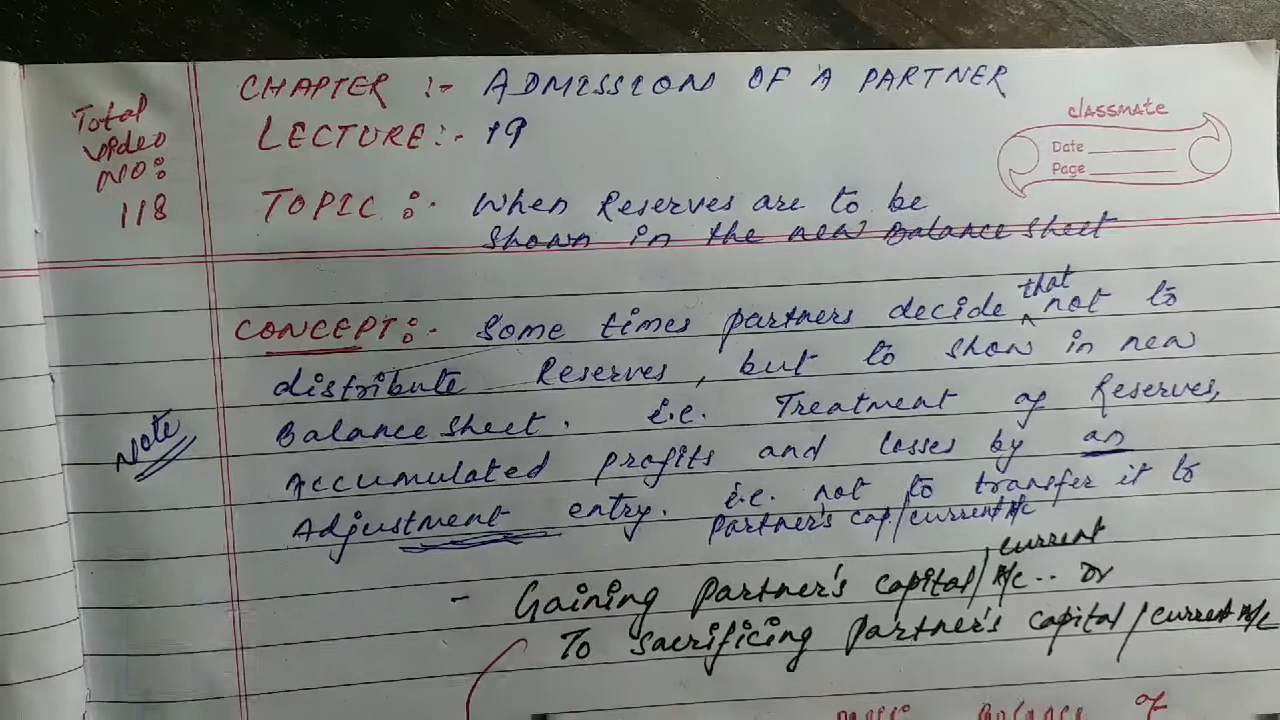 CHAPTER :- ADMISSION OF A PARTNER
Total
video
NO:
118
LECTURE:- 19
classmate
Date
Page
TOPIC :- When Reserves are to be
shown in the new Balance sheet
CONCEPT:- Some times partners decide that not to
distribute Reserves, but to show in new
Balance sheet. i.e. Treatment of Reserves,
Note
Accumulated profits and losses by an
Adjustment entry. i.e. not to transfer it to
Partner's cap/current A/c
- Gaining Partner's capital/current A/c .. Dr
To Sacrificing Partner's capital/current A/c
Balance of